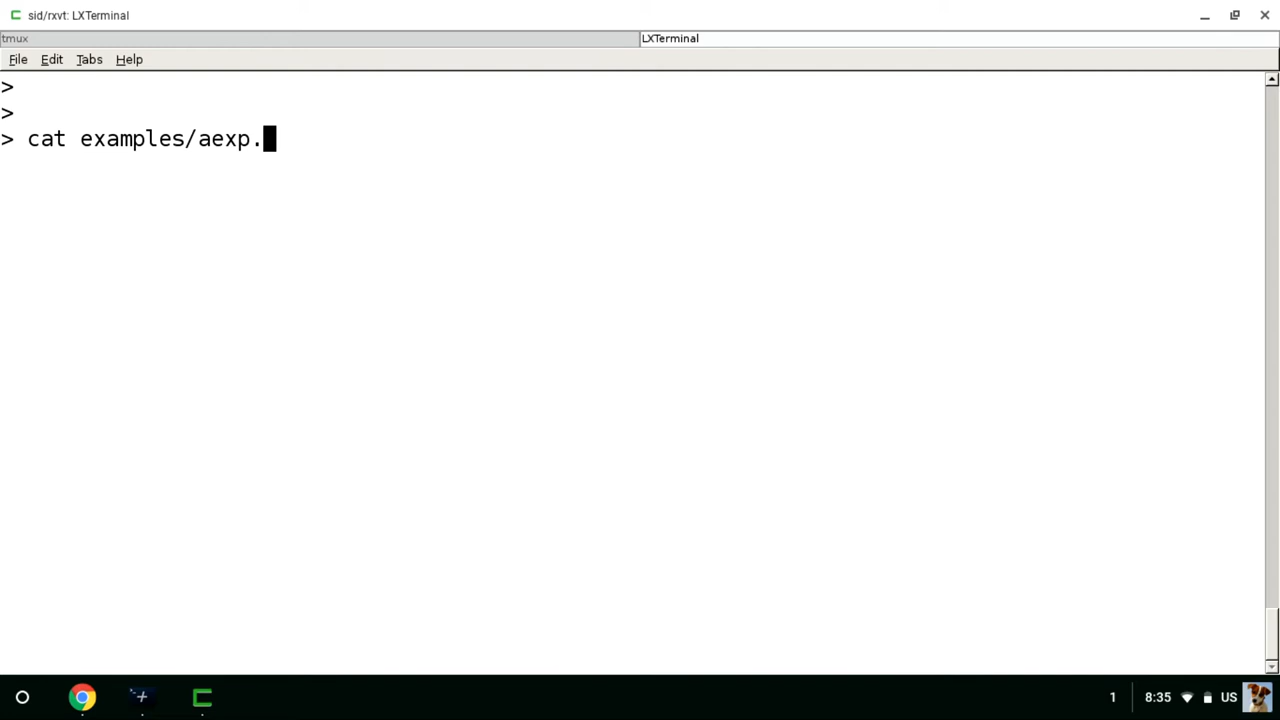 sid/rxvt: LXTerminal
tmux
LXTerminal
File Edit Tabs Help
>
>
> cat examples/aexp.
1 8:35 US